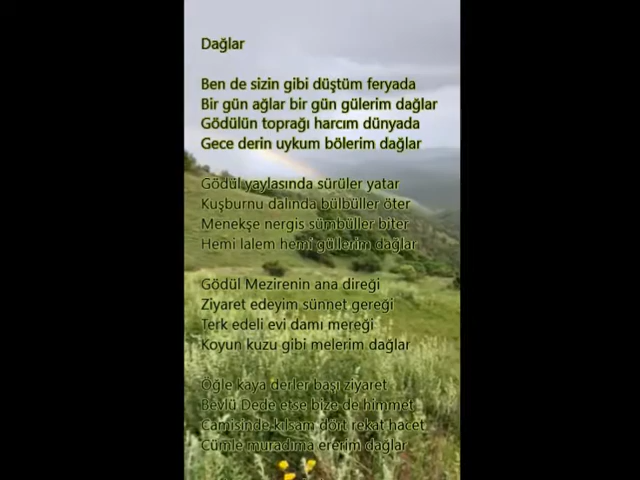 Dağlar
Ben de sizin gibi düştüm feryada
Bir gün ağlar bir gün gülerim dağlar
Gödülün toprağı harcım dünyada
Gece derin uykum bölerim dağlar
Gödül yaylasında sürüler yatar
Kuşburnu dalında bülbüller öter
Menekşe nergis sümbüller biter
Hemi lalem hemi güllerim dağlar
Gödül Mezirenin ana direği
Ziyaret edeyim sünnet gereği
Terk edeli evi damı mereği
Koyun kuzu gibi melerim dağlar
Öğle kaya derler başı ziyaret
Bevlü Dede etse bize de himmet
Camisinde kılsam dört rekat hacet
Cümle muradıma ererim dağlar